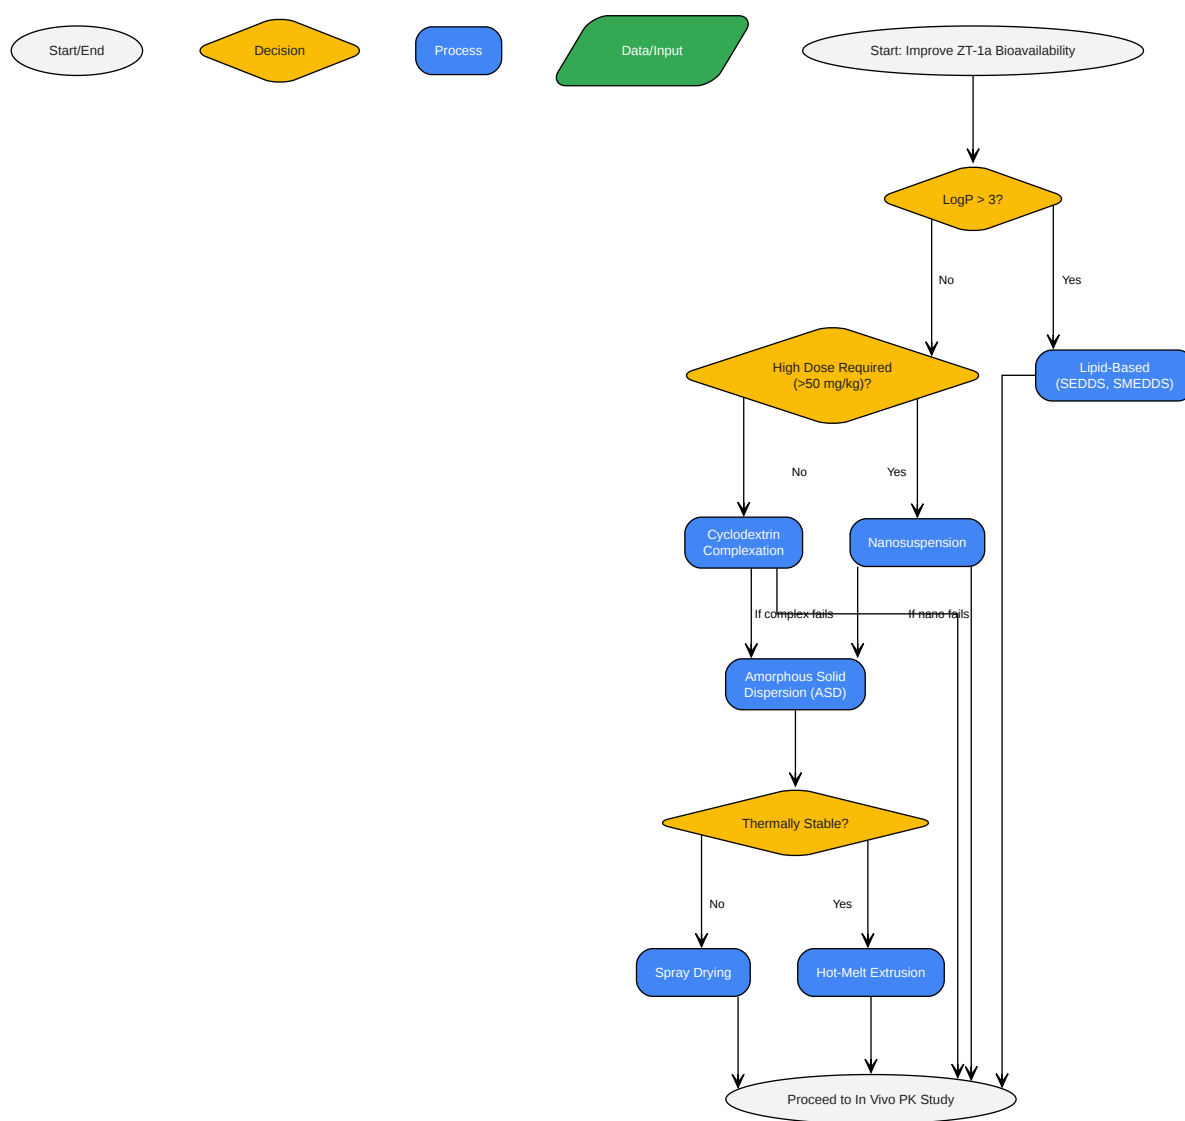 Start/End
Decision
Process
Data/Input
Start: Improve ZT-1a Bioavailability
LogP > 3?
No
Yes
High Dose Required
(>50 mg/kg)?
Lipid-Based
(SEDDS, SMEDDS)
No
Yes
Cyclodextrin
Complexation
Nanosuspension
If complex fails
If nano fails
Amorphous Solid
Dispersion (ASD)
Thermally Stable?
No
Yes
Spray Drying
Hot-Melt Extrusion
Proceed to In Vivo PK Study